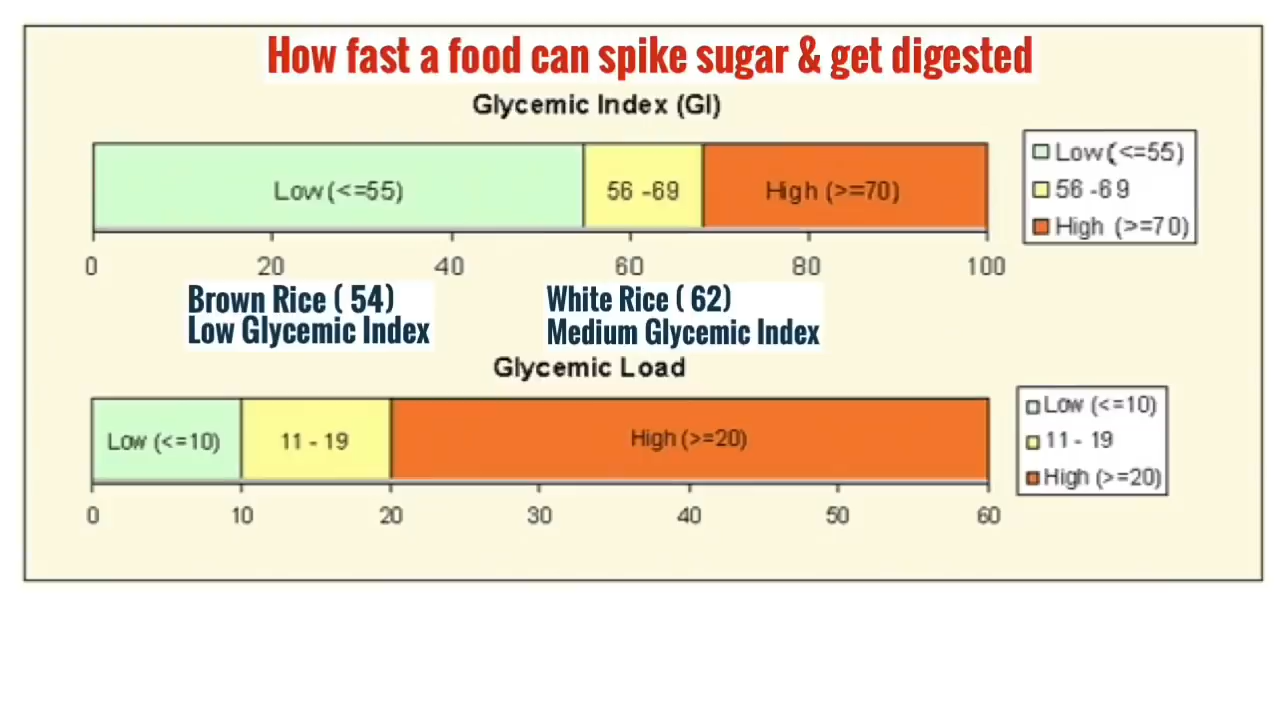 How fast a food can spike sugar & get digested
Glycemic Index (GI)
Low (<=55)
56 -69
High (>=70)
Low (<=55)
56 -69
High (>=70)
0
20
40
60
80
100
Brown Rice ( 54)
Low Glycemic Index
White Rice ( 62)
Medium Glycemic Index
Glycemic Load
Low (<=10)
11 - 19
High (>=20)
Low (<=10)
11 - 19
High (>=20)
0
10
20
30
40
50
60